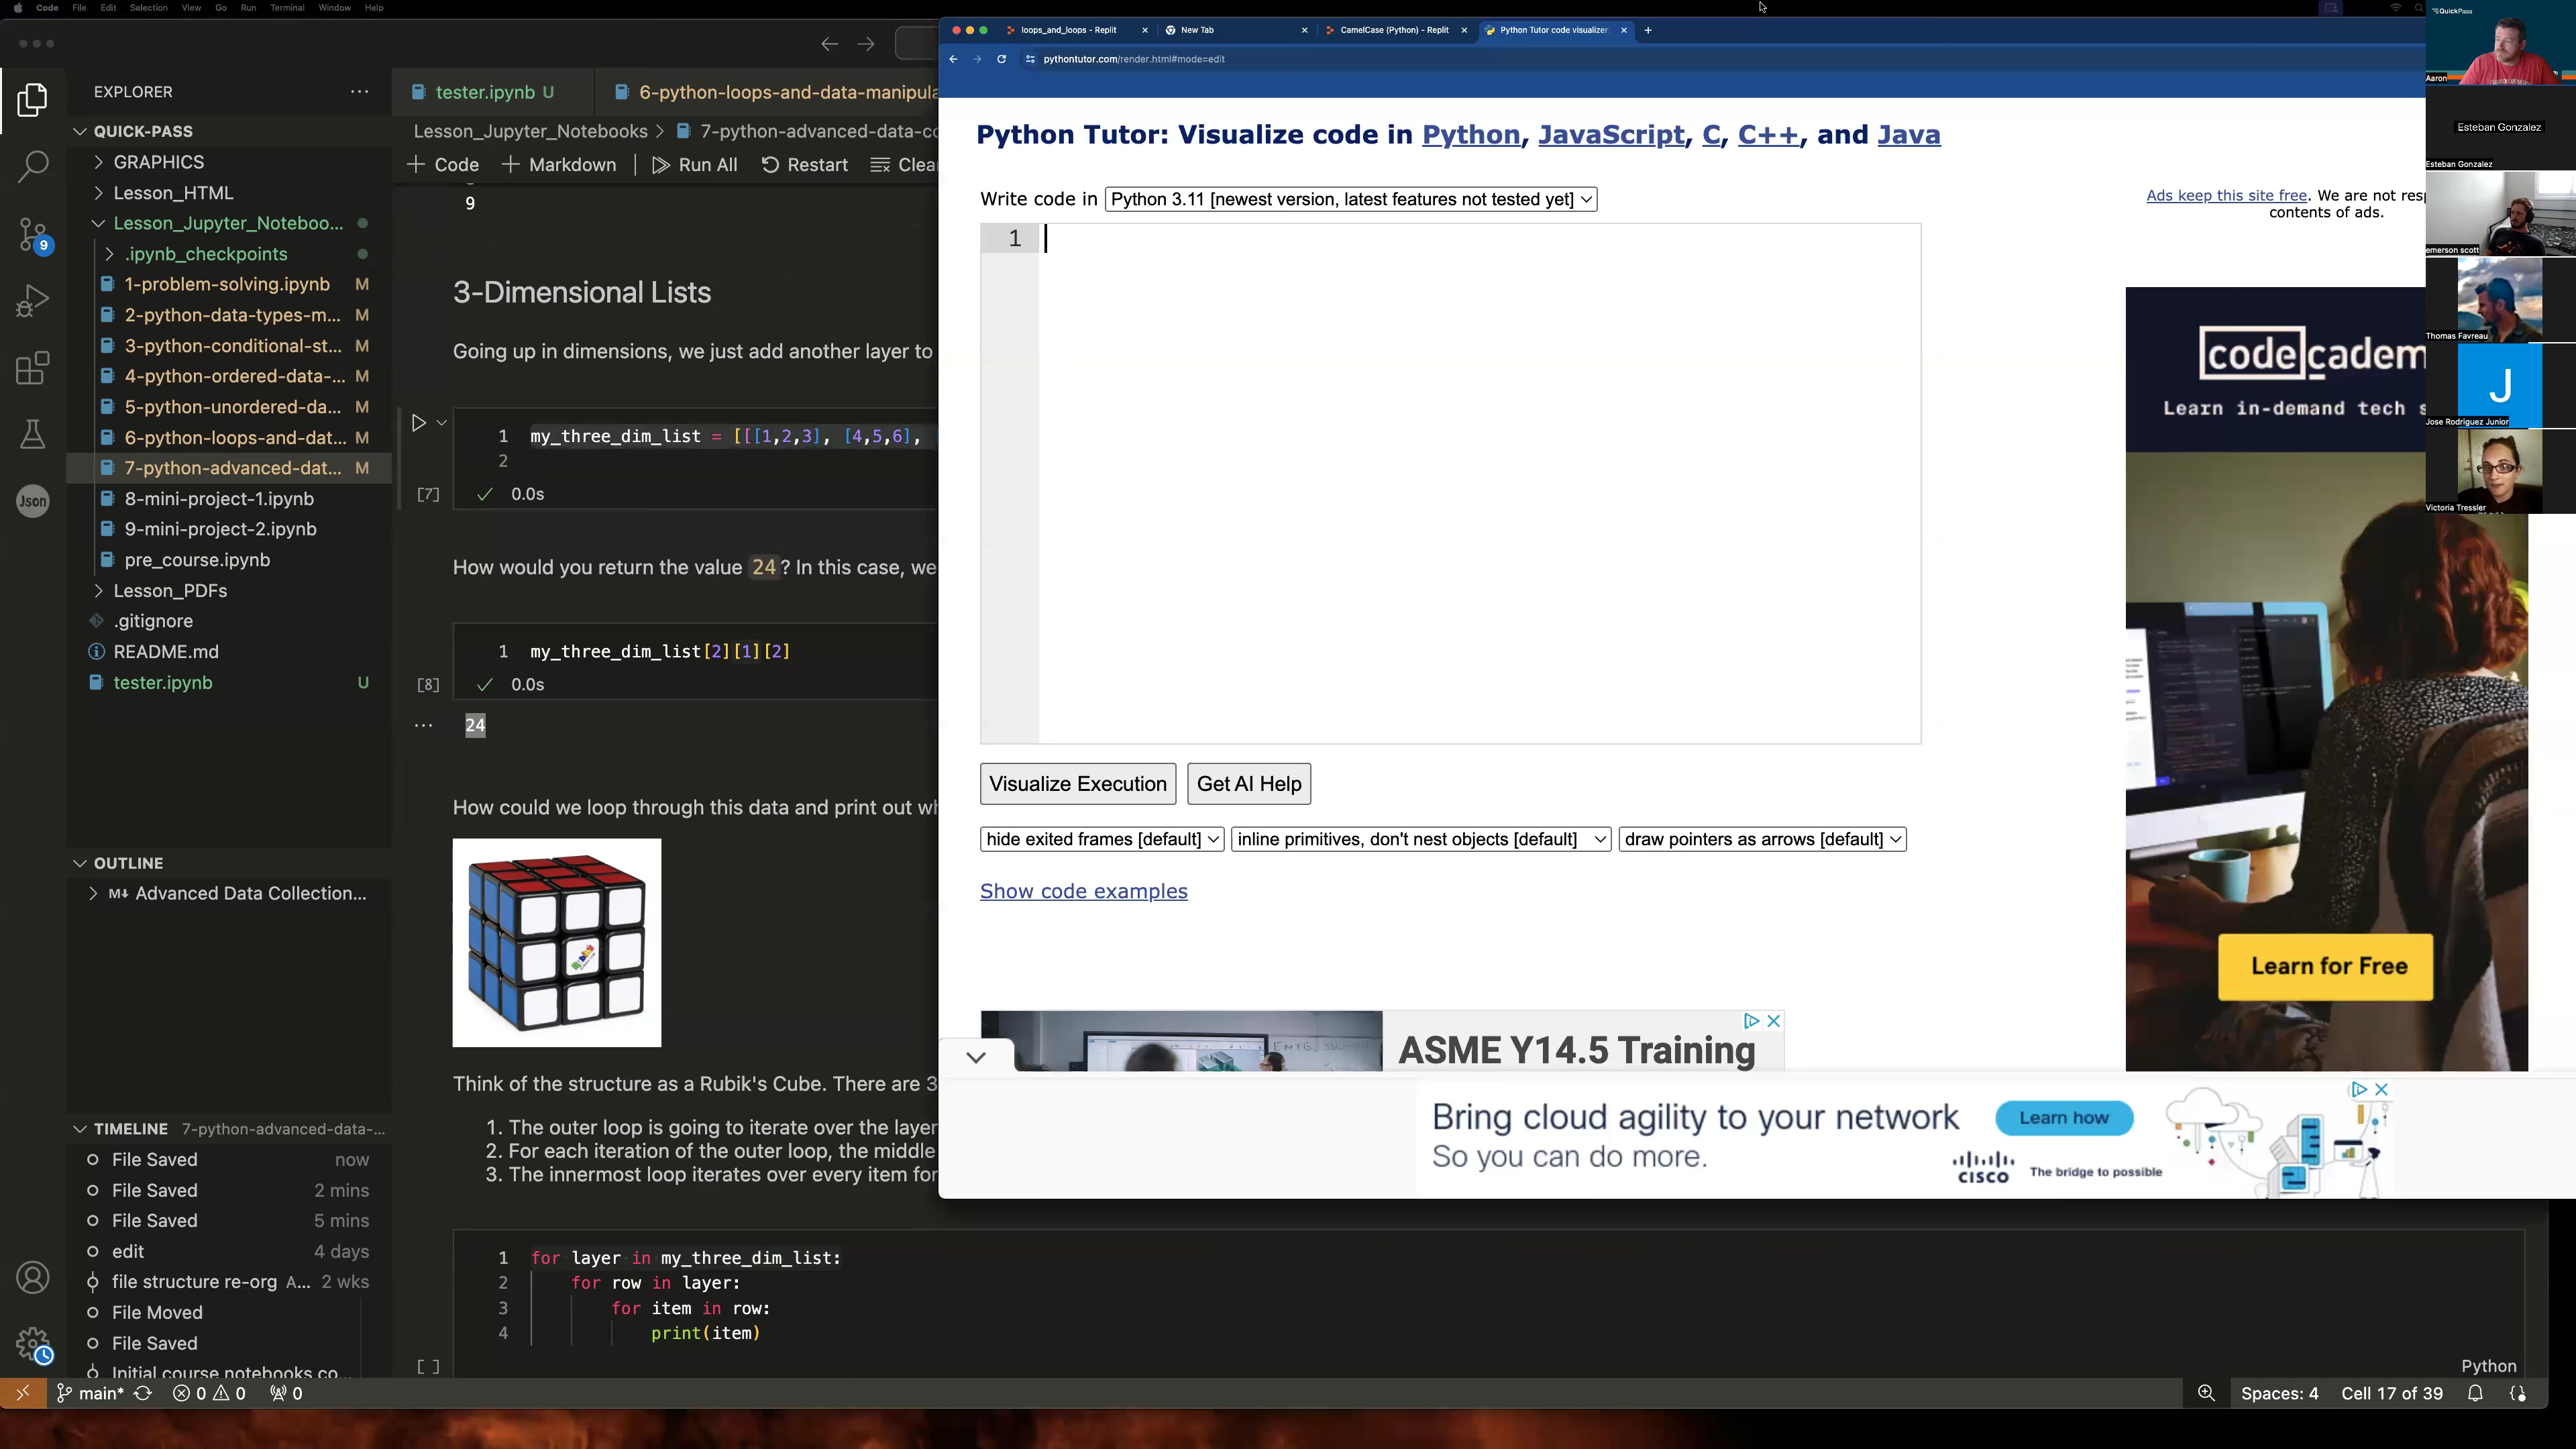 Code File Edit Selection View Go Run Terminal Window Help
EXPLORER
QUICK-PASS
GRAPHICS
Lesson_HTML
Lesson_Jupyter_Noteboo...
.ipynb_checkpoints
1-problem-solving.ipynb M
2-python-data-types-m... M
3-python-conditional-st... M
4-python-ordered-data-... M
5-python-unordered-da... M
6-python-loops-and-dat... M
7-python-advanced-dat... M
8-mini-project-1.ipynb
9-mini-project-2.ipynb
pre_course.ipynb
Lesson_PDFs
.gitignore
README.md
tester.ipynb U
9
Json
OUTLINE
Advanced Data Collection...
TIMELINE 7-python-advanced-data-...
File Saved now
File Saved 2 mins
File Saved 5 mins
edit 4 days
file structure re-org A... 2 wks
File Moved
File Saved
Initial course notebooks co...
main* 0 0 0
tester.ipynb U
6-python-loops-and-data-manipula
Lesson_Jupyter_Notebooks > 7-python-advanced-data-co
+ Code + Markdown Run All Restart Clea
9
3-Dimensional Lists
Going up in dimensions, we just add another layer to
1 my_three_dim_list = [[[1,2,3], [4,5,6],
2
[7] 0.0s
How would you return the value 24? In this case, we
1 my_three_dim_list[2][1][2]
[8] 0.0s
24
How could we loop through this data and print out wh
Think of the structure as a Rubik's Cube. There are 3
1. The outer loop is going to iterate over the layer
2. For each iteration of the outer loop, the middle
3. The innermost loop iterates over every item for
1 for layer in my_three_dim_list:
2 for row in layer:
3 for item in row:
4 print(item)
[ ]
Python
Spaces: 4 Cell 17 of 39
loops_and_loops - Replit
New Tab
CamelCase (Python) - Replit
Python Tutor code visualizer:
pythontutor.com/render.html#mode=edit
Python Tutor: Visualize code in Python, JavaScript, C, C++, and Java
Write code in Python 3.11 [newest version, latest features not tested yet]
1
Visualize Execution
Get AI Help
hide exited frames [default]
inline primitives, don't nest objects [default]
draw pointers as arrows [default]
Show code examples
Ads keep this site free. We are not resp
contents of ads.
codecadem
Learn in-demand tech s
Learn for Free
ASME Y14.5 Training
Bring cloud agility to your network
So you can do more.
Learn how
CISCO
The bridge to possible
QuickPass
Aaron
Esteban Gonzalez
Esteban Gonzalez
emerson scott
Thomas Favreau
J
Jose Rodriguez Junior
Victoria Tressler